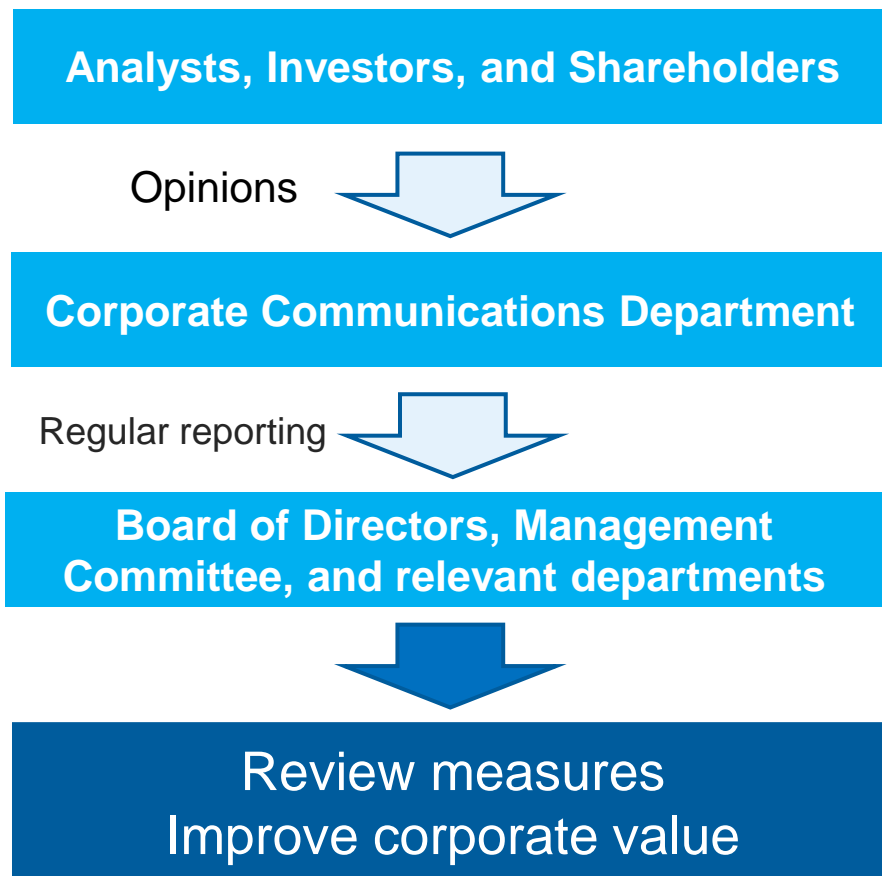 Analysts, Investors, and Shareholders
Opinions
Corporate Communications Department
Regular reporting
Board of Directors, Management
Committee, and relevant departments
Review measures
Improve corporate value